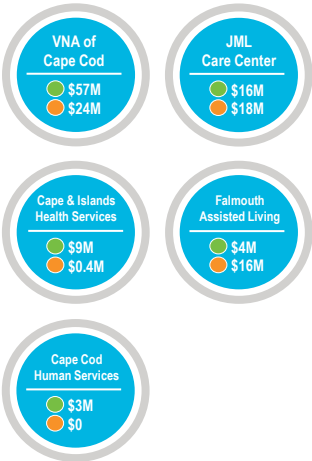 VNA of
Cape Cod
$57M
$24M
JML
Care Center
$16M
$18M
Cape & Islands
Health Services
$9M
$0.4M
Falmouth
Assisted Living
$4M
$16M
Cape Cod
Human Services
$3M
$0